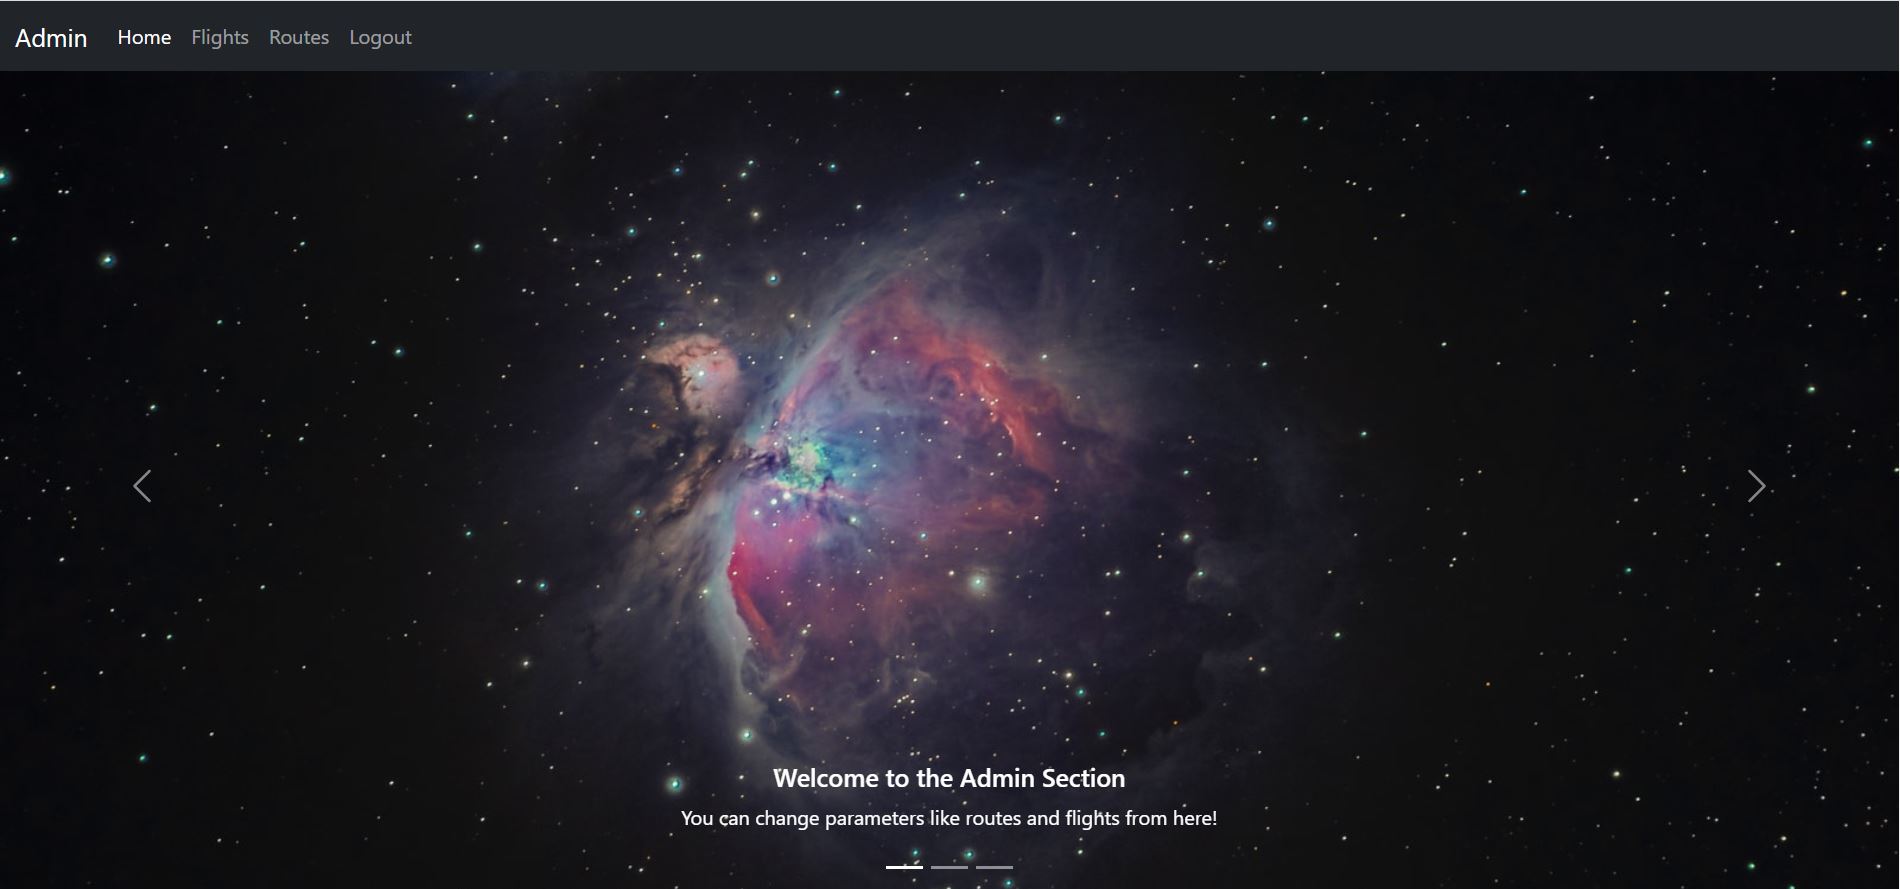 Admin Home Flights Routes Logout
Welcome to the Admin Section
You can change parameters like routes and flights from here!